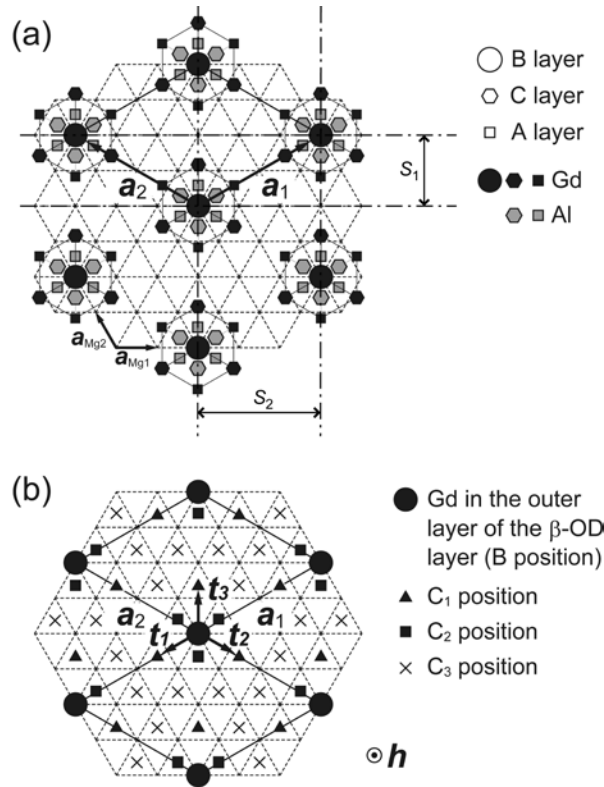 (a)
B layer
C layer
A layer
Gd
Al
S1
a2
a1
aMg2
aMg1
S2
(b)
Gd in the outer
layer of the β-OD
layer (B position)
C1 position
C2 position
C3 position
t3
a2
a1
t1
t2
h